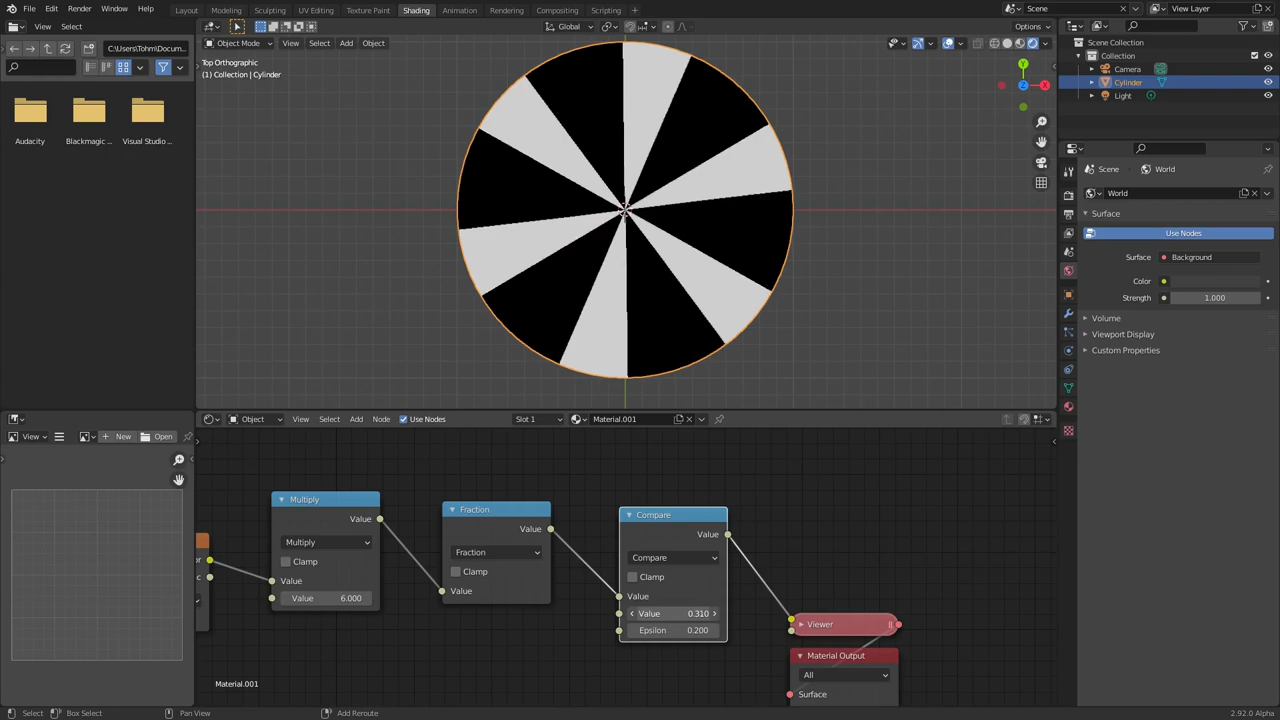 File Edit Render Window Help Layout Modeling Sculpting UV Editing Texture Paint Shading Animation Rendering Compositing Scripting Scene View Layer
View Select C:\Users\Tohm\Docum... Global Options
Object Mode View Select Add Object Scene Collection
Top Orthographic
(1) Collection | Cylinder
Collection
Camera
Cylinder
Light
Audacity Blackmagic ... Visual Studio ...
Y
X
Z
Scene World
World
Surface
Use Nodes
Surface Background
Color
Strength 1.000
Volume
Viewport Display
Custom Properties
Object View Select Add Node Use Nodes Slot 1 Material.001
View New Open
Multiply
Value
Multiply
Clamp
Value
Value 6.000
Fraction
Value
Fraction
Clamp
Value
Compare
Value
Compare
Clamp
Value
Value 0.310
Epsilon 0.200
Viewer
Material Output
All
Surface
Material.001
Select Box Select Pan View Add Reroute 2.92.0 Alpha